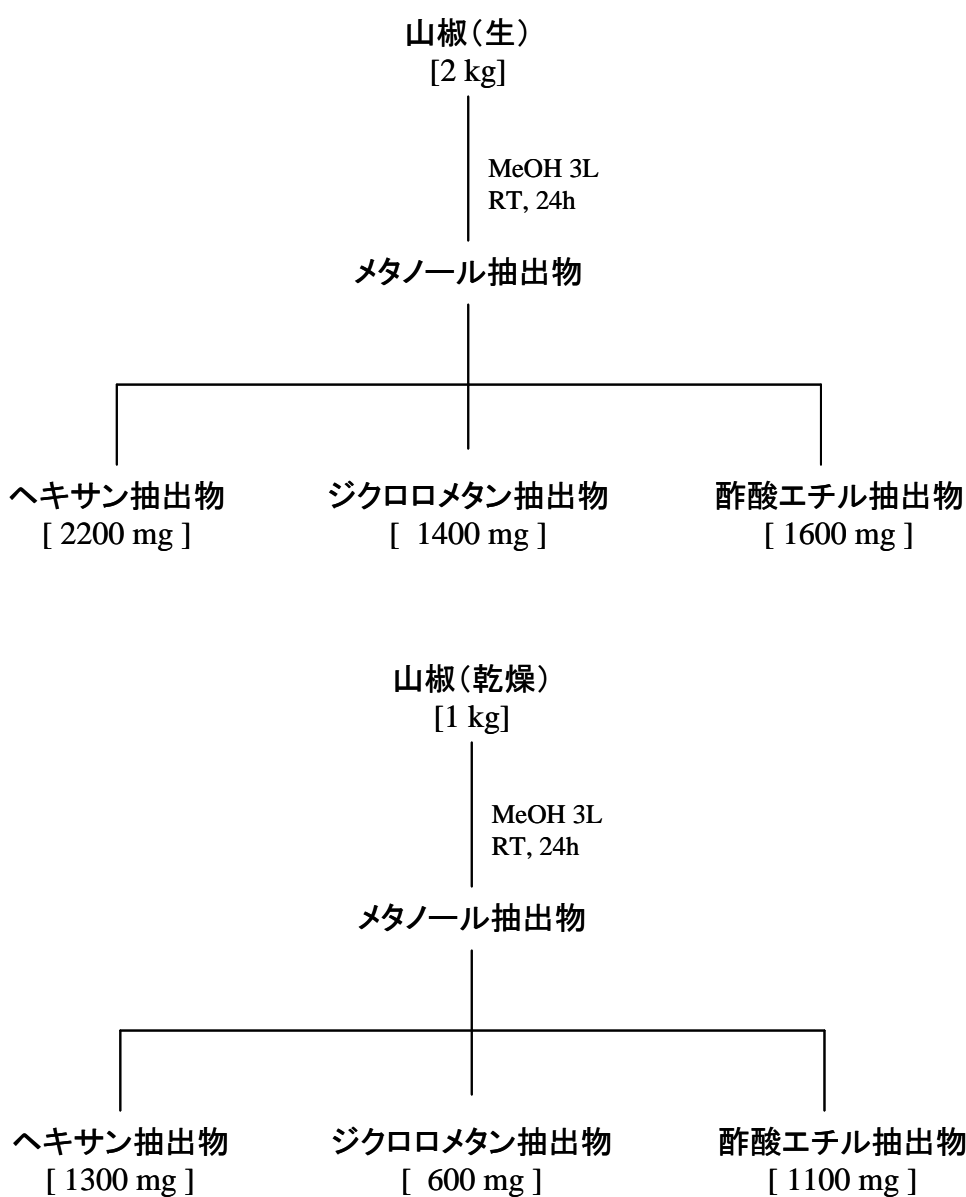 山椒（生）
[2 kg]
MeOH 3L
RT, 24h
メタノール抽出物
ヘキサン抽出物
ジクロロメタン抽出物
酢酸エチル抽出物
[ 2200 mg ]
[ 1400 mg ]
[ 1600 mg ]
山椒（乾燥）
[1 kg]
MeOH 3L
RT, 24h
メタノール抽出物
ヘキサン抽出物
ジクロロメタン抽出物
酢酸エチル抽出物
[ 1300 mg ]
[ 600 mg ]
[ 1100 mg ]